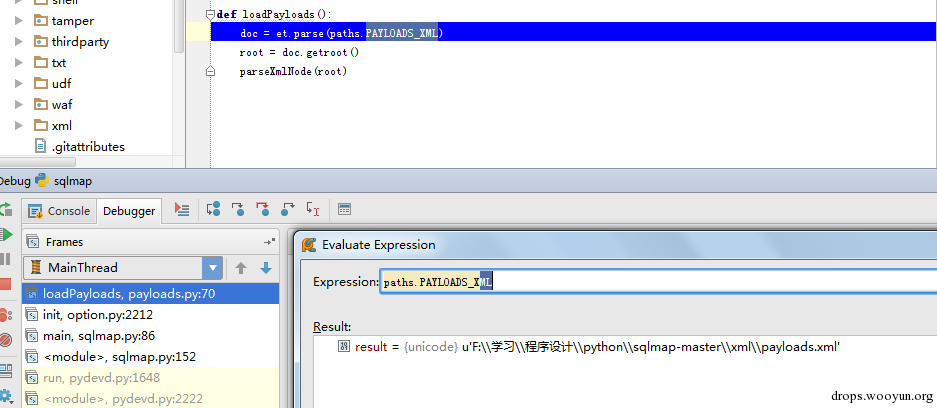 shell
tamper
thirdparty
txt
udf
waf
xml
.gitattributes
def loadPayloads():
doc = et.parse(paths.PAYLOADS_XML)
root = doc.getroot()
parseXmlNode(root)
Debug sqlmap
Console Debugger
Frames
MainThread
loadPayloads, payloads.py:70
init, option.py:2212
main, sqlmap.py:86
<module>, sqlmap.py:152
run, pydevd.py:1648
<module>, pydevd.py:2222
Evaluate Expression
Expression: paths.PAYLOADS_XML
Result:
result = {unicode} u'F:\\学习\\程序设计\\python\\sqlmap-master\\xml\\payloads.xml'
drops.wooyun.org